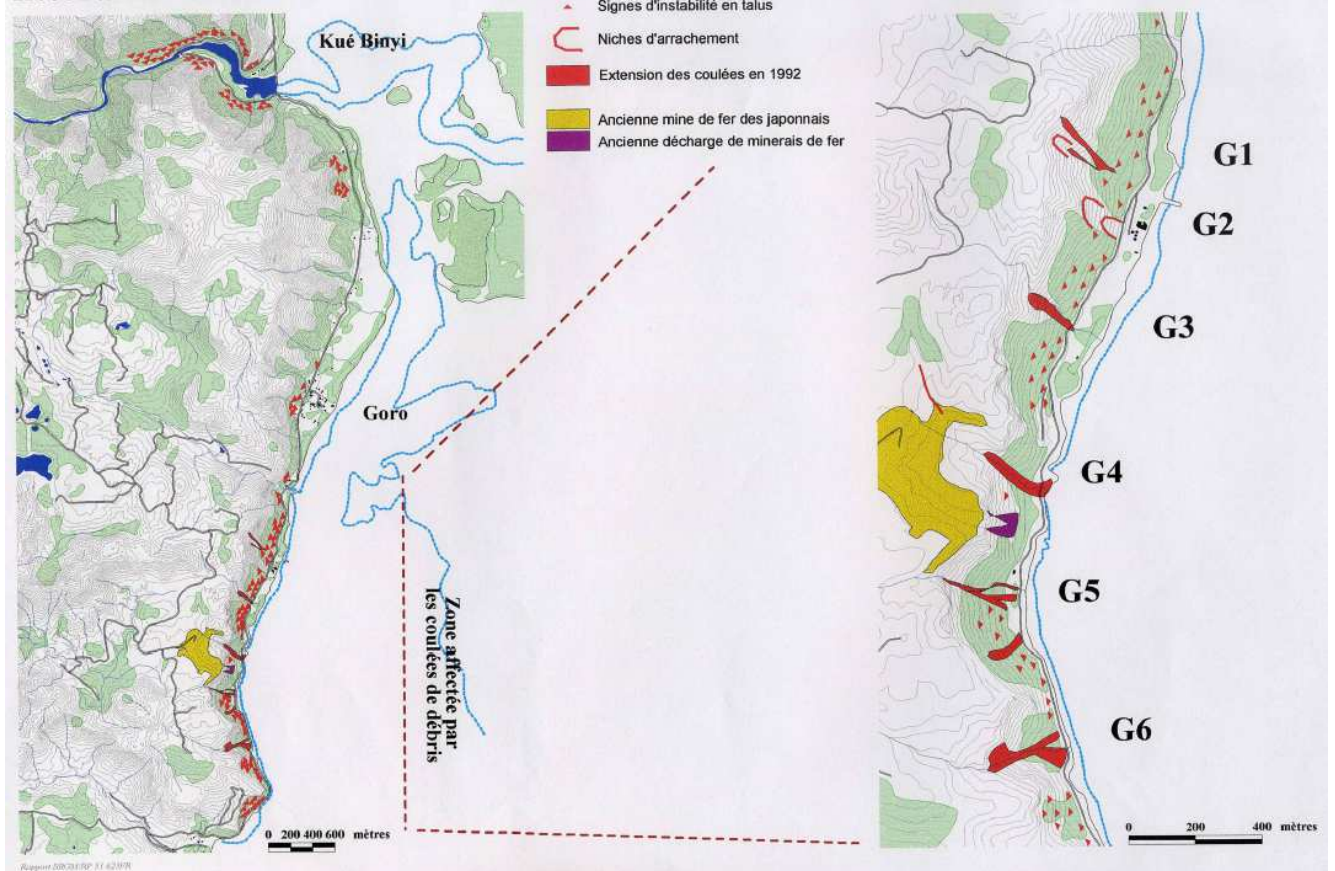 Signes d'instabilité en talus
Niches d'arrachement
Extension des coulées en 1992
Ancienne mine de fer des japonnais
Ancienne décharge de minerais de fer
Kué Binyi
Goro
Zone affectée par
les coulées de débris
0 200 400 600 mètres
G1
G2
G3
G4
G5
G6
0 200 400 mètres